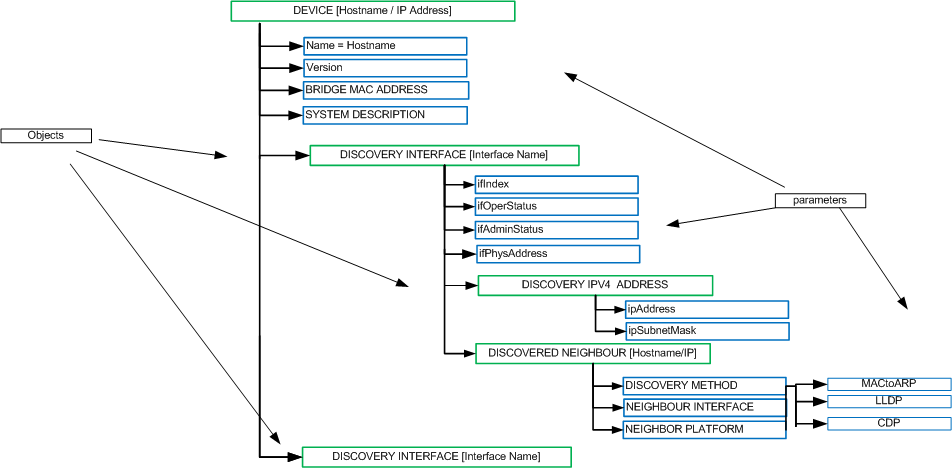 DEVICE [Hostname / IP Address]
Name = Hostname
Version
BRIDGE MAC ADDRESS
SYSTEM DESCRIPTION
Objects
DISCOVERY INTERFACE [Interface Name]
ifIndex
parameters
ifOperStatus
ifAdminStatus
ifPhysAddress
DISCOVERY IPV4 ADDRESS
ipAddress
ipSubnetMask
DISCOVERED NEIGHBOUR [Hostname/IP]
DISCOVERY METHOD
MACtoARP
NEIGHBOUR INTERFACE
LLDP
NEIGHBOR PLATFORM
CDP
DISCOVERY INTERFACE [Interface Name]